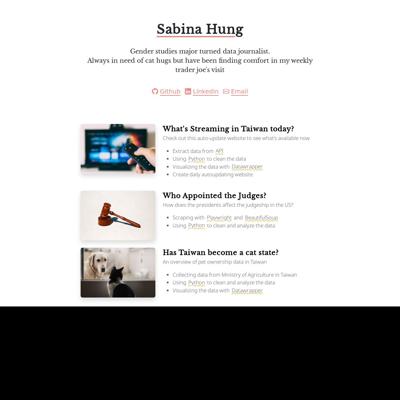 Sabina Hung
Gender studies major turned data journalist.
Always in need of cat hugs but have been finding comfort in my weekly
trader joe's visit
Github LinkedIn Email
What's Streaming in Taiwan today?
Check out this auto-update website to see what's available now
Extract data from API
Using Python to clean the data
Visualizing the data with Datawrapper
Create daily autoupdating website
Who Appointed the Judges?
How does the presidents affect the judgeship in the US?
Scraping with Playwright and BeautifulSoup
Using Python to clean and analyze the data
Has Taiwan become a cat state?
An overview of pet ownership data in Taiwan
Collecting data from Ministry of Agriculture in Taiwan
Using Python to clean and analyze the data
Visualizing the data with Datawrapper